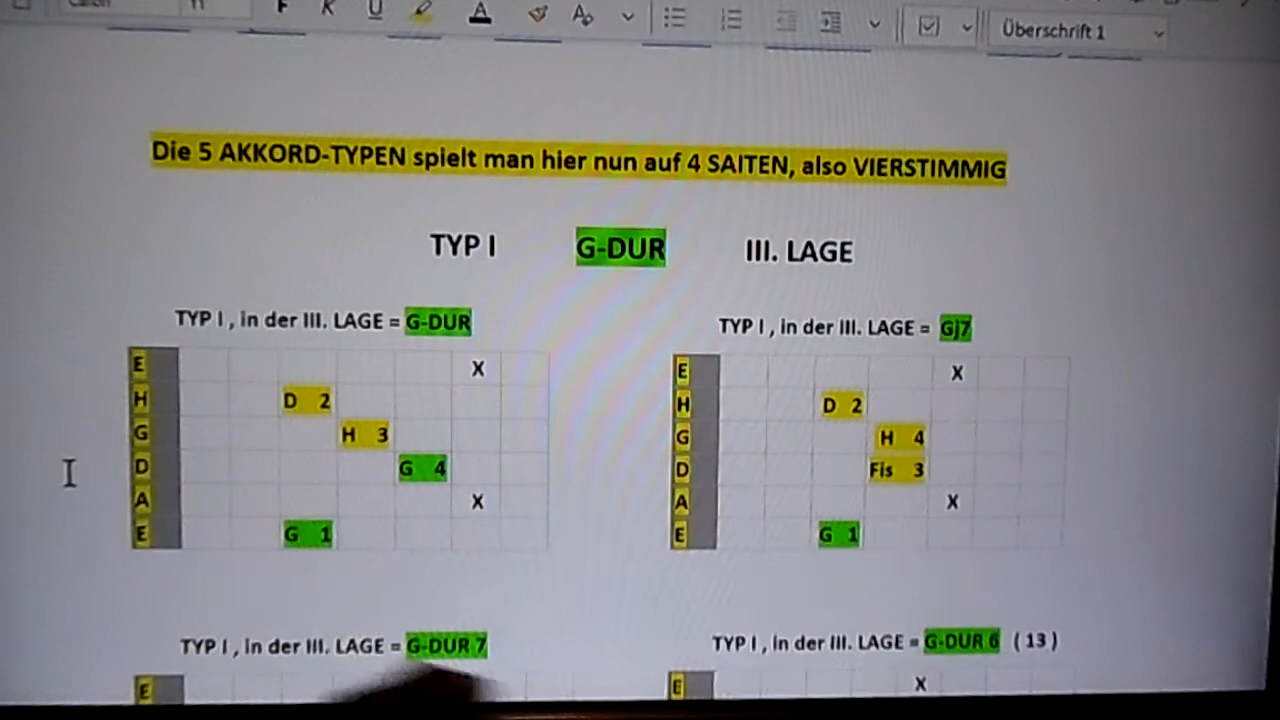 F K U A A Überschrift 1
Die 5 AKKORD-TYPEN spielt man hier nun auf 4 SAITEN, also VIERSTIMMIG
TYP I G-DUR III. LAGE
TYP I , in der III. LAGE = G-DUR
E X
H D 2
G H 3
D G 4
A X
E G 1
TYP I , in der III. LAGE = Gj7
E X
H D 2
G H 4
D Fis 3
A X
E G 1
TYP I , in der III. LAGE = G-DUR 7
E
TYP I , in der III. LAGE = G-DUR 6 ( 13 )
E X